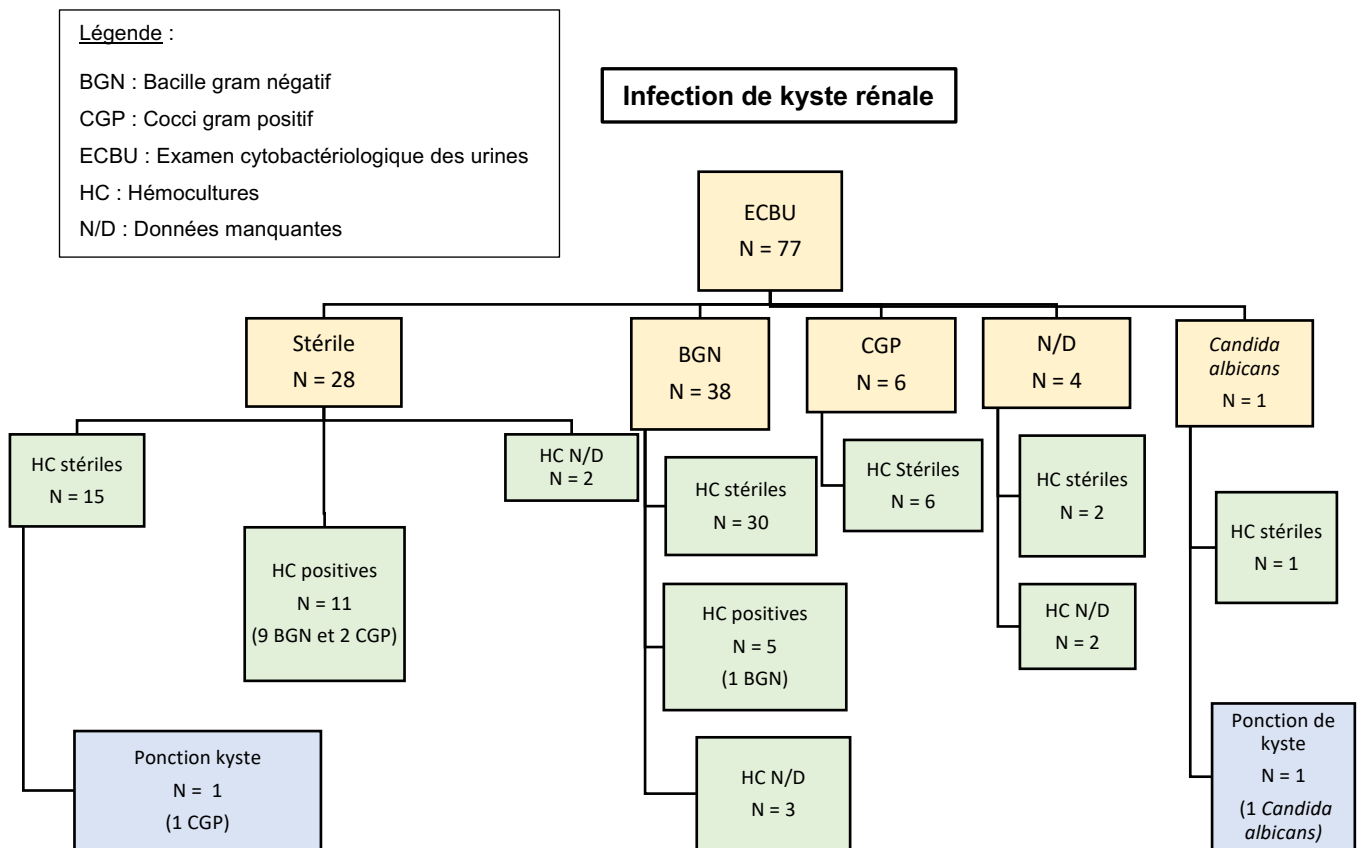 Légende :
BGN : Bacille gram négatif
CGP : Cocci gram positif
ECBU : Examen cytobactériologique des urines
HC : Hémocultures
N/D : Données manquantes
Infection de kyste rénale
ECBU
N = 77
Stérile
N = 28
BGN
N = 38
CGP
N = 6
N/D
N = 4
Candida
albicans
N = 1
HC stériles
N = 15
HC positives
N = 11
(9 BGN et 2 CGP)
HC N/D
N = 2
HC stériles
N = 30
HC positives
N = 5
(1 BGN)
HC N/D
N = 3
HC Stériles
N = 6
HC stériles
N = 2
HC N/D
N = 2
HC stériles
N = 1
Ponction kyste
N = 1
(1 CGP)
Ponction de
kyste
N = 1
(1 Candida
albicans)